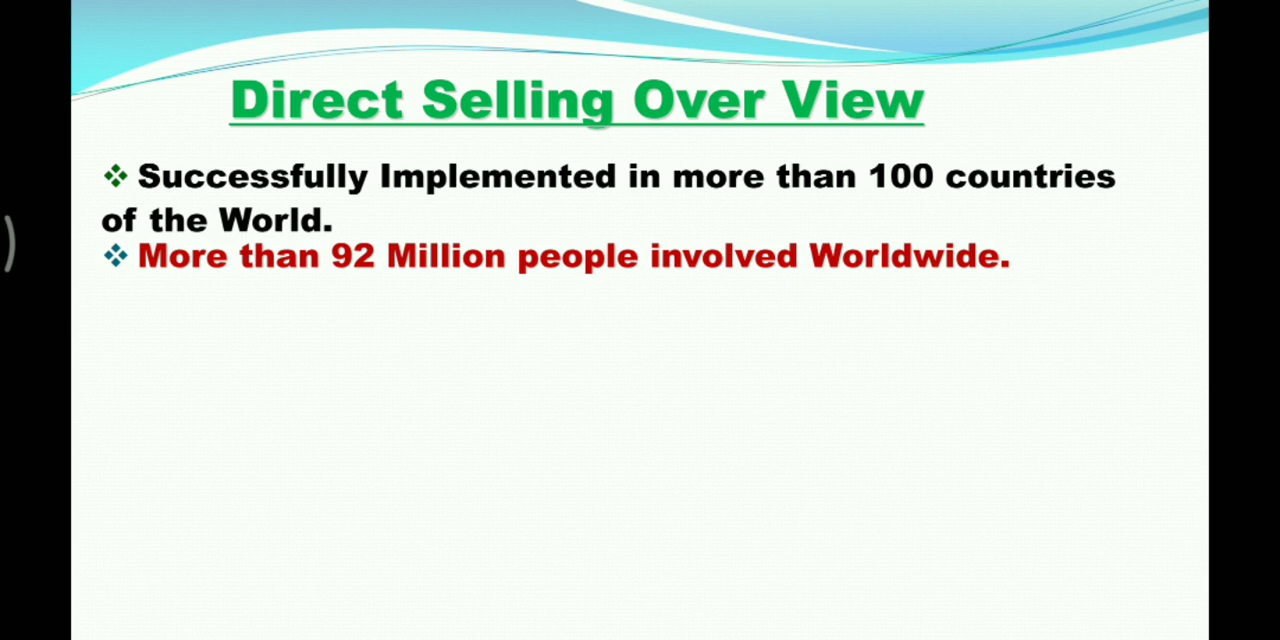 Direct Selling Over View
❖ Successfully Implemented in more than 100 countries
of the World.
❖ More than 92 Million people involved Worldwide.